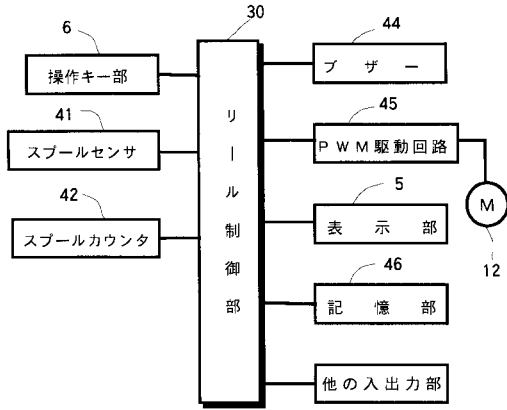 30
リール制御部
6
操作キー部
41
スプールセンサ
42
スプールカウンタ
44
ブザー
45
PWM駆動回路
M
12
5
表示部
46
記憶部
他の入出力部